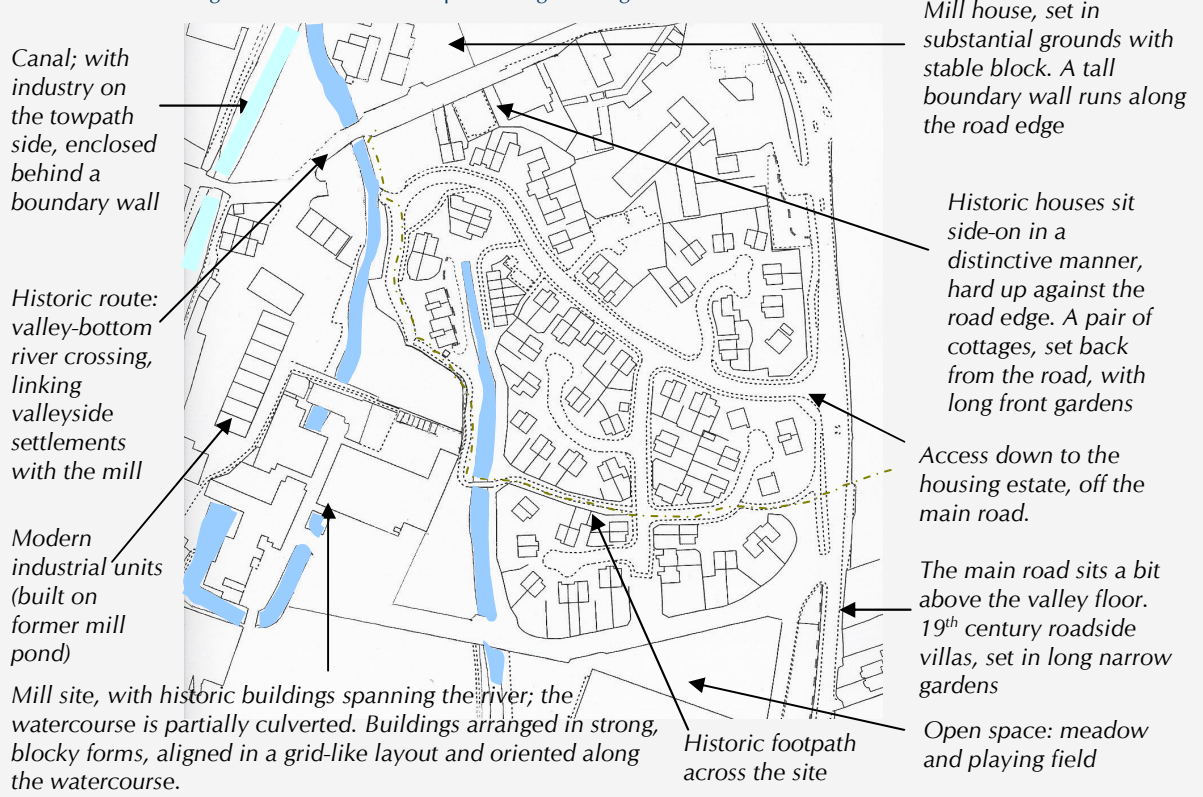 Mill house, set in
substantial grounds with
stable block. A tall
boundary wall runs along
the road edge
Canal; with
industry on
the towpath
side, enclosed
behind a
boundary wall
Historic houses sit
side-on in a
distinctive manner,
hard up against the
road edge. A pair of
cottages, set back
from the road, with
long front gardens
Historic route:
valley-bottom
river crossing,
linking
valleyside
settlements
with the mill
Access down to the
housing estate, off the
main road.
Modern
industrial units
(built on
former mill
pond)
The main road sits a bit
above the valley floor.
19th century roadside
villas, set in long narrow
gardens
Mill site, with historic buildings spanning the river; the
watercourse is partially culverted. Buildings arranged in strong,
blocky forms, aligned in a grid-like layout and oriented along
the watercourse.
Historic footpath
across the site
Open space: meadow
and playing field